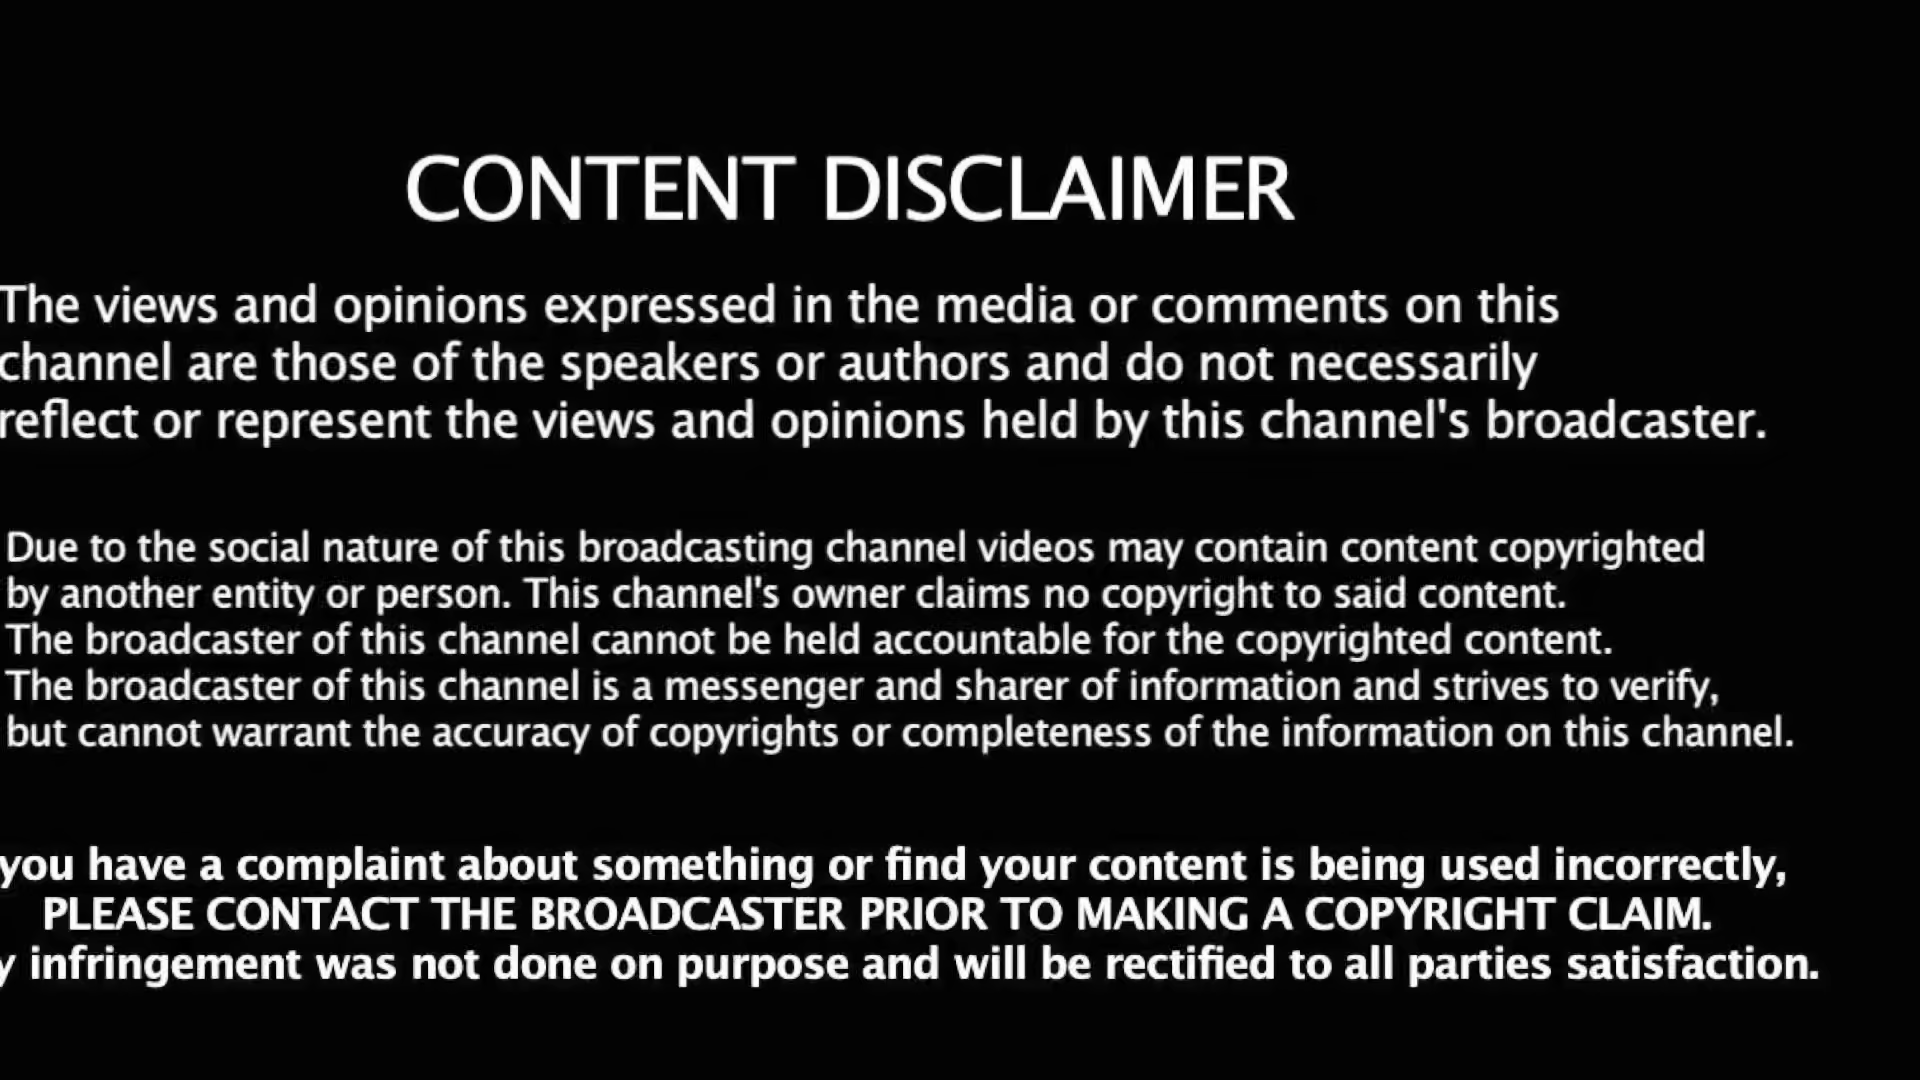 CONTENT DISCLAIMER
The views and opinions expressed in the media or comments on this
channel are those of the speakers or authors and do not necessarily
reflect or represent the views and opinions held by this channel's broadcaster.
Due to the social nature of this broadcasting channel videos may contain content copyrighted
by another entity or person. This channel's owner claims no copyright to said content.
The broadcaster of this channel cannot be held accountable for the copyrighted content.
The broadcaster of this channel is a messenger and sharer of information and strives to verify,
but cannot warrant the accuracy of copyrights or completeness of the information on this channel.
you have a complaint about something or find your content is being used incorrectly,
PLEASE CONTACT THE BROADCASTER PRIOR TO MAKING A COPYRIGHT CLAIM.
infringement was not done on purpose and will be rectified to all parties satisfaction.